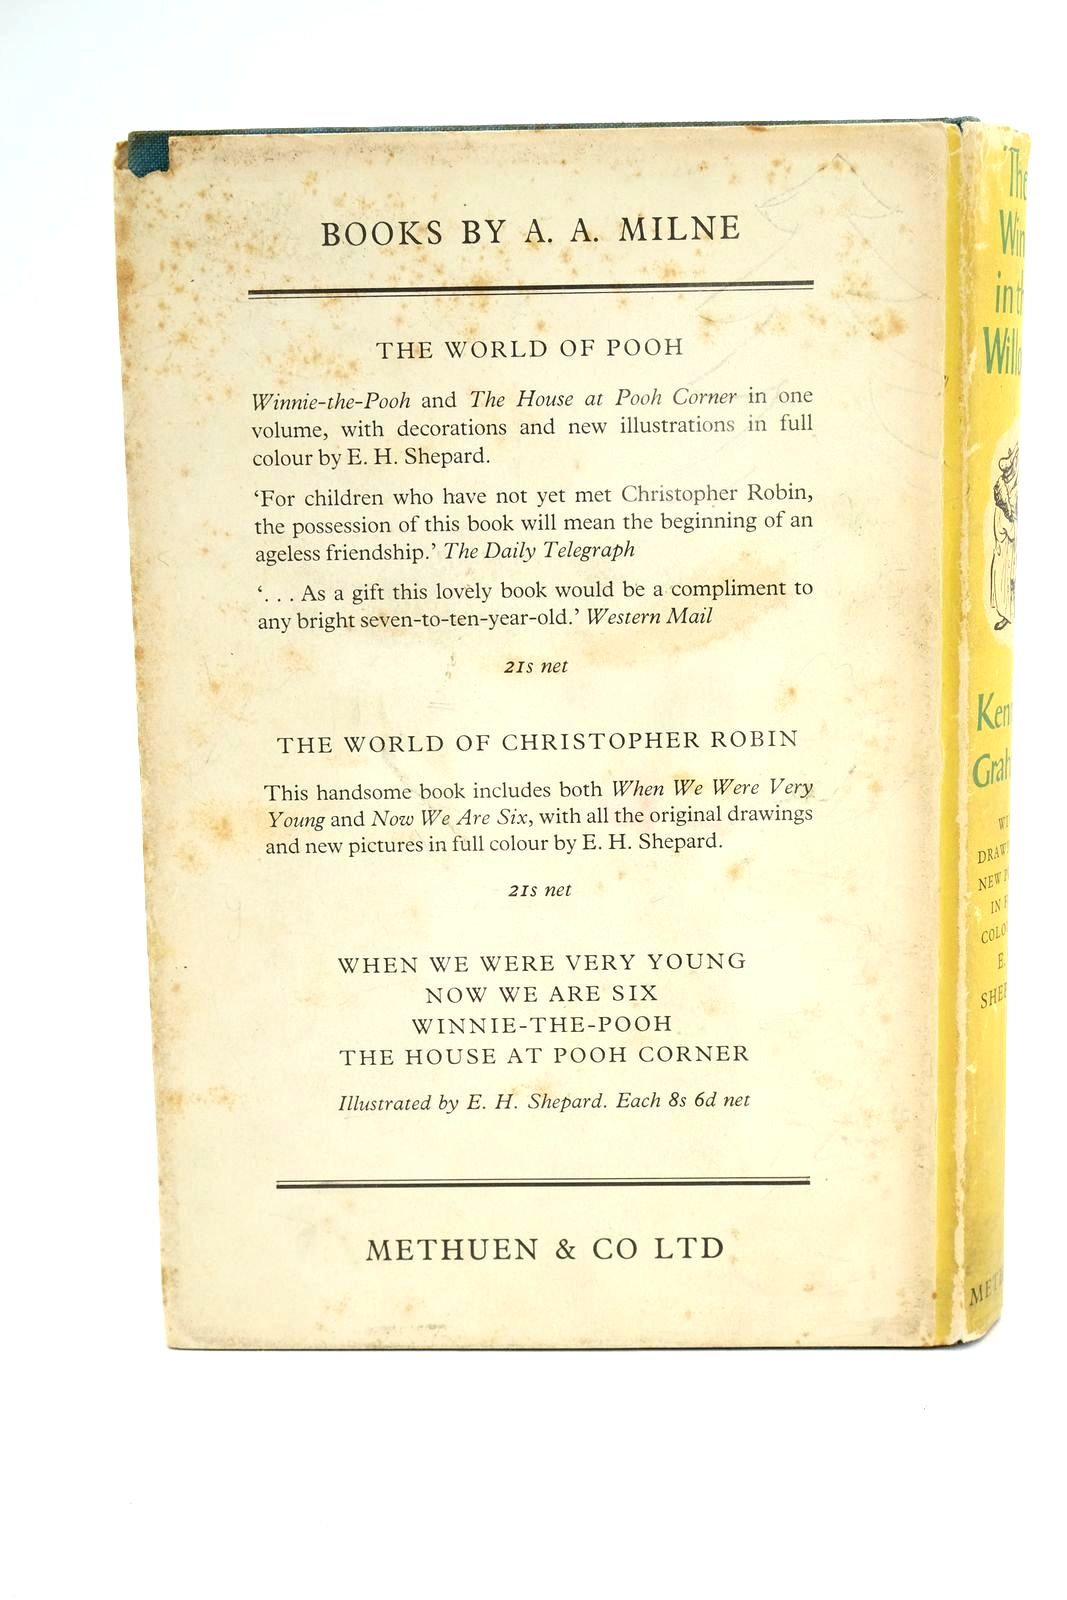 BOOKS BY A. A. MILNE
THE WORLD OF POOH
Winnie-the-Pooh and The House at Pooh Corner in one
volume, with decorations and new illustrations in full
colour by E. H. Shepard.
‘For children who have not yet met Christopher Robin,
the possession of this book will mean the beginning of an
ageless friendship.’ The Daily Telegraph
‘. . . As a gift this lovely book would be a compliment to
any bright seven-to-ten-year-old.’ Western Mail
21s net
THE WORLD OF CHRISTOPHER ROBIN
This handsome book includes both When We Were Very
Young and Now We Are Six, with all the original drawings
and new pictures in full colour by E. H. Shepard.
21s net
WHEN WE WERE VERY YOUNG
NOW WE ARE SIX
WINNIE-THE-POOH
THE HOUSE AT POOH CORNER
Illustrated by E. H. Shepard. Each 8s 6d net
METHUEN & CO LTD
The
in
E.